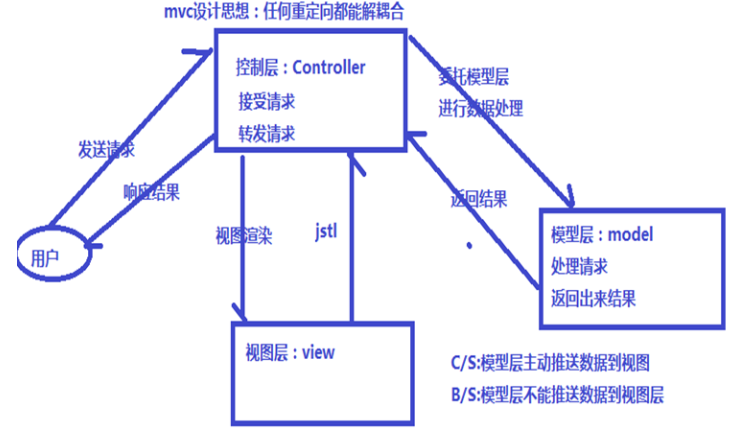 mvc设计思想：任何重定向都能解耦合
控制层：Controller
接受请求
转发请求
委托模型层
进行数据处理
发送请求
响应结果
用户
视图渲染
jstl
返回结果
模型层：model
处理请求
返回出来结果
视图层：view
C/S:模型层主动推送数据到视图
B/S:模型层不能推送数据到视图层